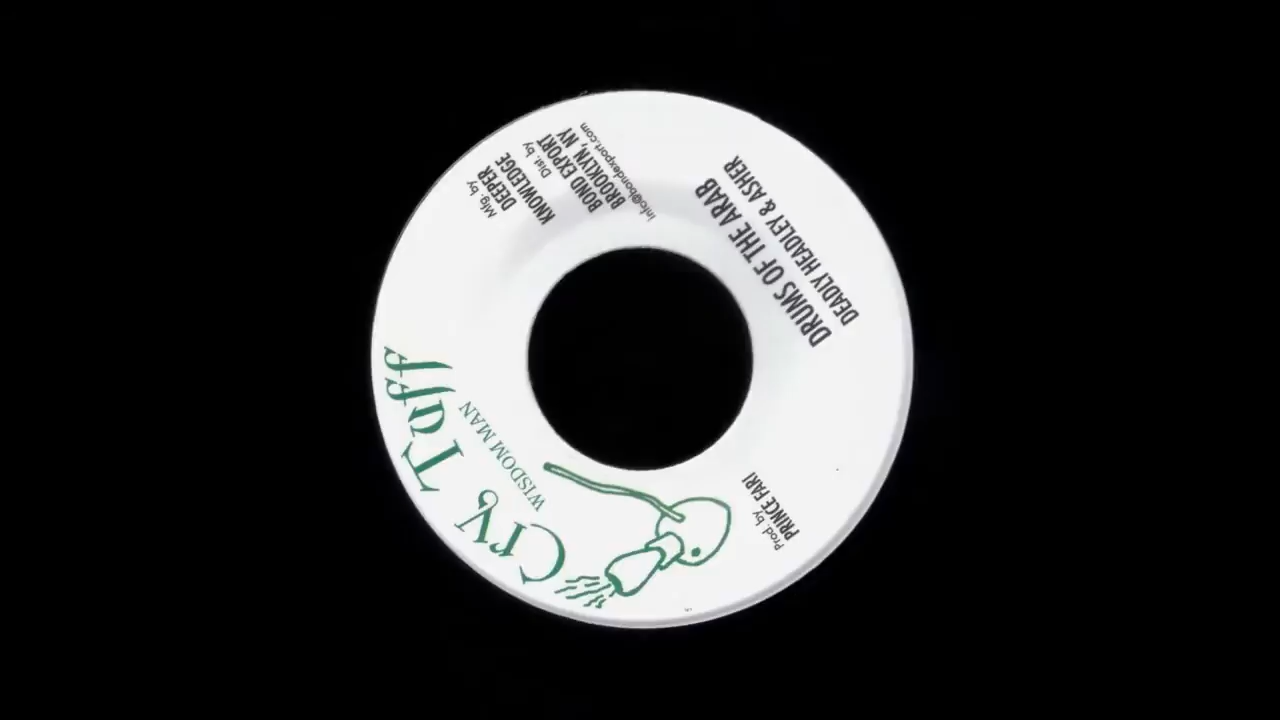 Cry Tuff
WISDOM MAN
Prod. by
PRINCE FARI
Mfg. by
DEEPER
KNOWLEDGE
Dist. by
BOND EXPORT
BROOKLYN, NY
info@bondexport.com
DRUMS OF THE ARAB
DEADLY HEADLEY & ASHER